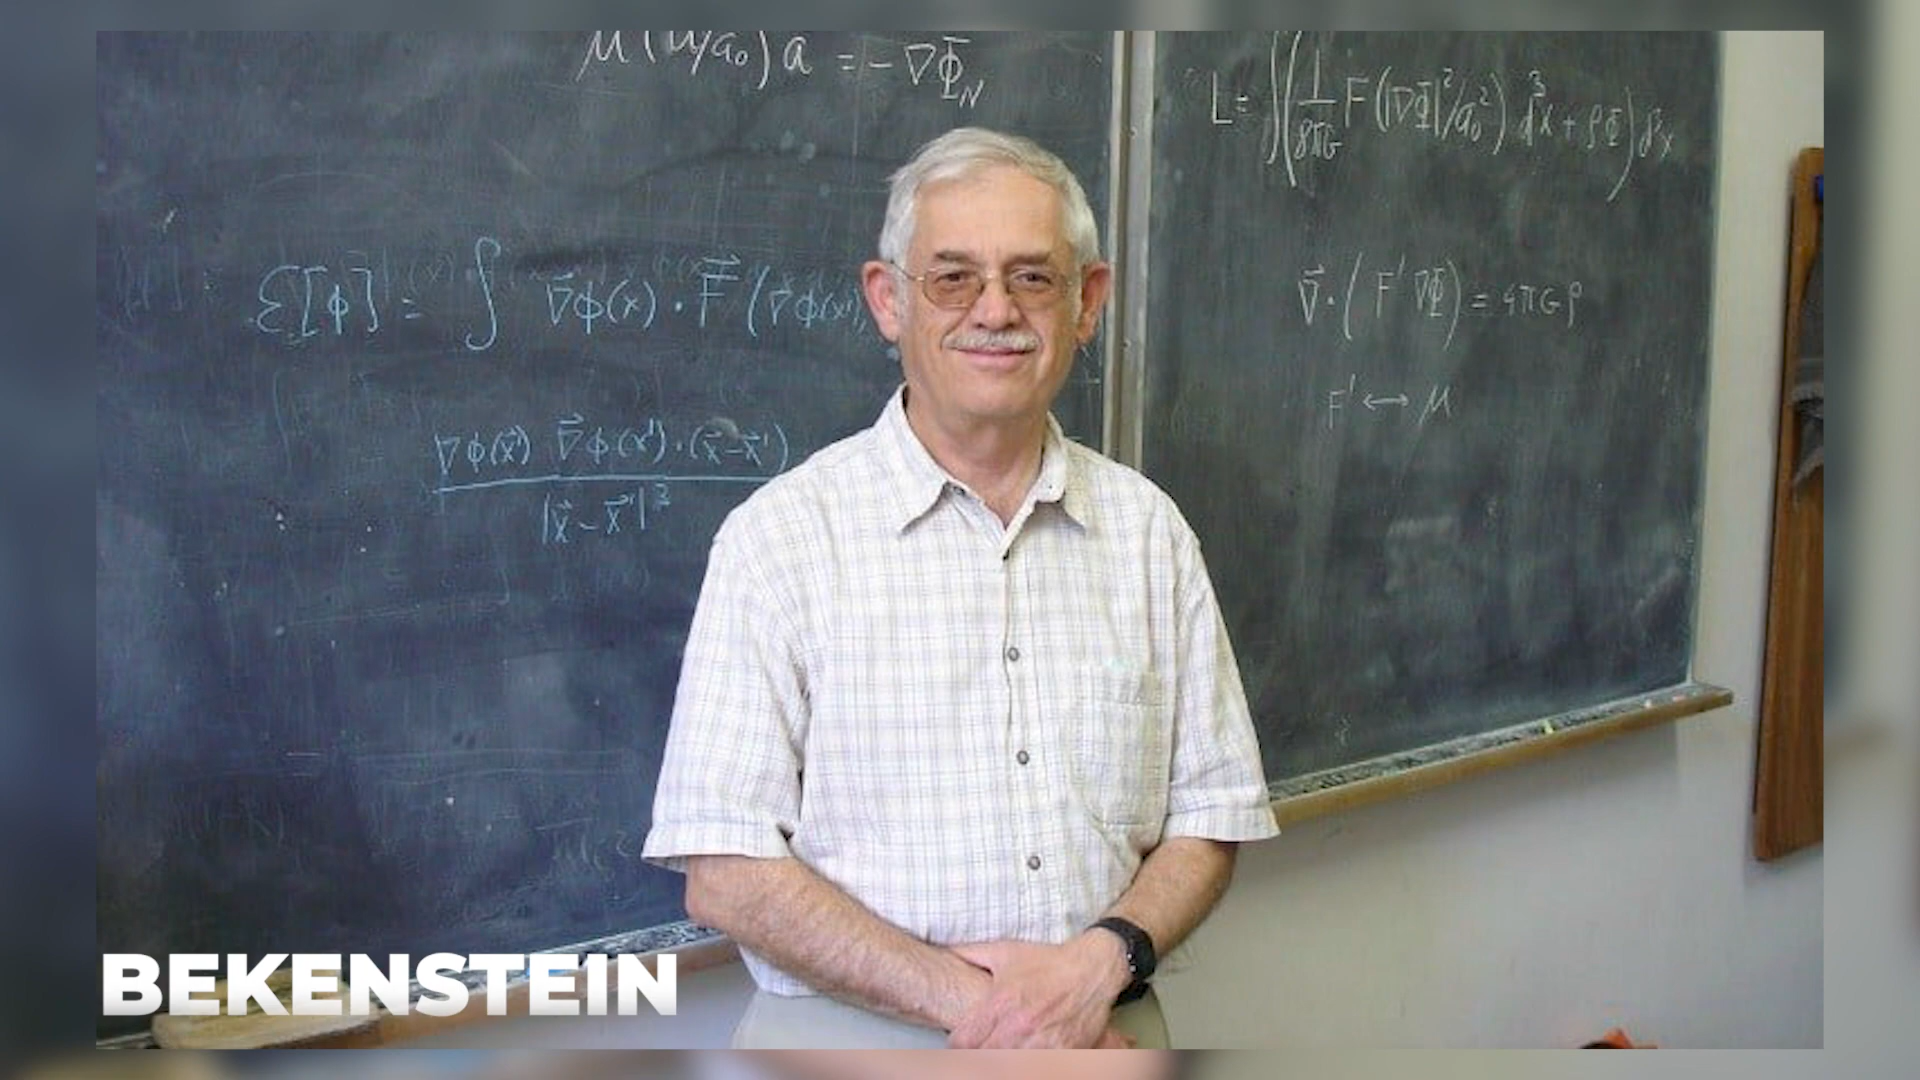 μ(a/a₀)a = -∇Φ_N
ℰ[ϕ] = ∫ ∇⃗ϕ(x) · F⃗(∇⃗ϕ(x'),
∇ϕ(x⃗) ∇⃗ϕ(x') · (x⃗-x⃗')
|x⃗-x⃗'|³
L = ∫(1/8πG F(|∇Φ|²/a₀²) d³x + ρΦ) d³x
∇⃗ · (F' ∇Φ) = 4πGρ
F' ↔ μ
BEKENSTEIN